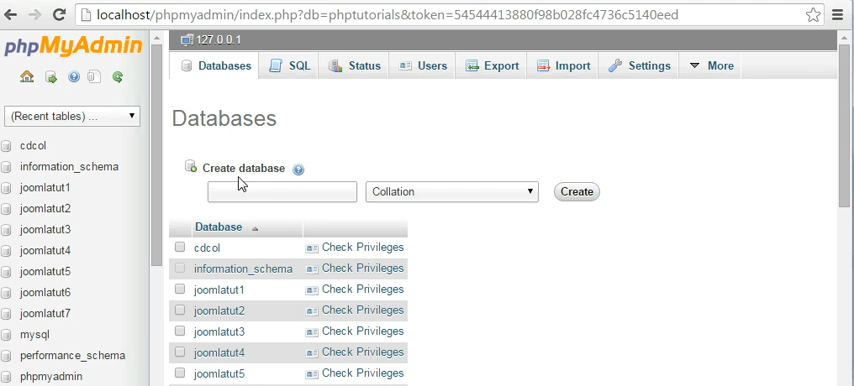 localhost/phpmyadmin/index.php?db=phptutorials&token=54544413880f98b028fc4736c5140eed
phpMyAdmin
(Recent tables) ...
cdcol
information_schema
joomlatut1
joomlatut2
joomlatut3
joomlatut4
joomlatut5
joomlatut6
joomlatut7
mysql
performance_schema
phpmyadmin
127.0.0.1
Databases SQL Status Users Export Import Settings More
Databases
Create database
Collation Create
Database
cdcol Check Privileges
information_schema Check Privileges
joomlatut1 Check Privileges
joomlatut2 Check Privileges
joomlatut3 Check Privileges
joomlatut4 Check Privileges
joomlatut5 Check Privileges